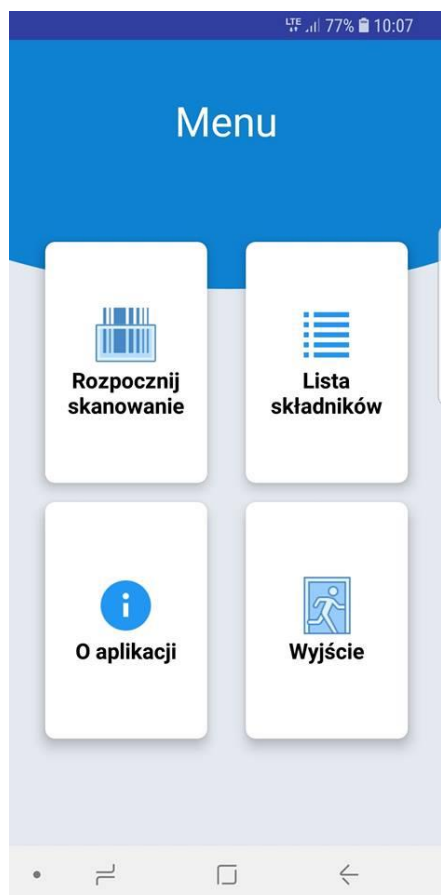 LTE 77% 10:07
Menu
Rozpocznij
skanowanie
Lista
składników
O aplikacji
Wyjście